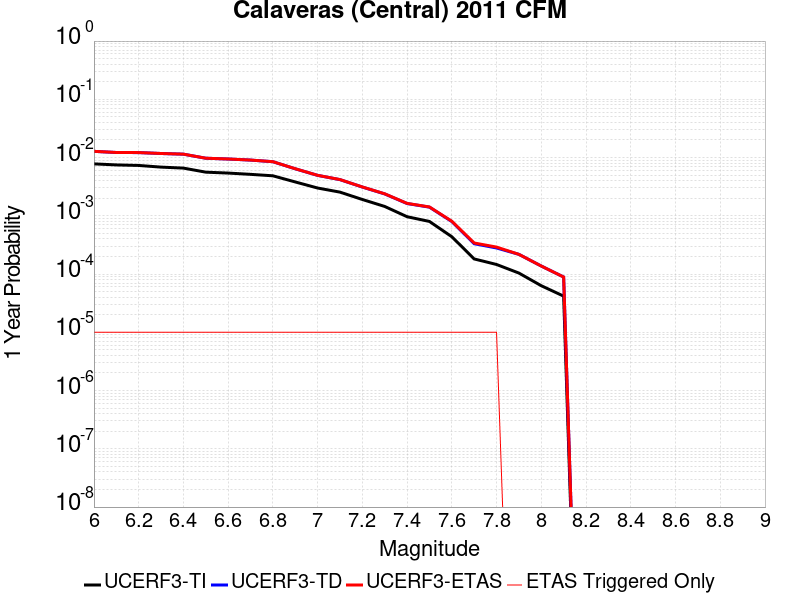 Calaveras (Central) 2011 CFM
10 0
10 -1
10 -2
10 -3
10 -4
10 -5
10 -6
10 -7
10 -8
1 Year Probability
6 6.2 6.4 6.6 6.8 7 7.2 7.4 7.6 7.8 8 8.2 8.4 8.6 8.8 9
Magnitude
UCERF3-TI UCERF3-TD UCERF3-ETAS ETAS Triggered Only